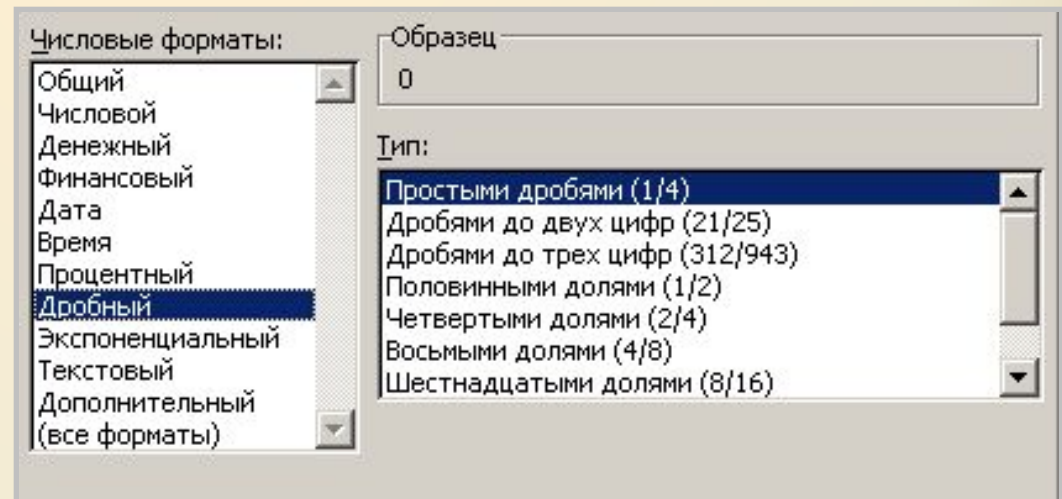 Числовые форматы:
Общий
Числовой
Денежный
Финансовый
Дата
Время
Процентный
Дробный
Экспоненциальный
Текстовый
Дополнительный
(все форматы)
Образец
0
Тип:
Простыми дробями (1/4)
Дробями до двух цифр (21/25)
Дробями до трех цифр (312/943)
Половинными долями (1/2)
Четвертыми долями (2/4)
Восьмыми долями (4/8)
Шестнадцатыми долями (8/16)